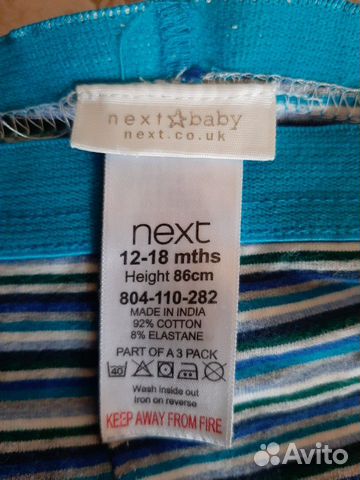 next☆baby
next.co.uk
next
12-18 mths
Height 86cm
804-110-282
MADE IN INDIA
92% COTTON
8% ELASTANE
PART OF A 3 PACK
40
Wash inside out
Iron on reverse
KEEP AWAY FROM FIRE
Avito